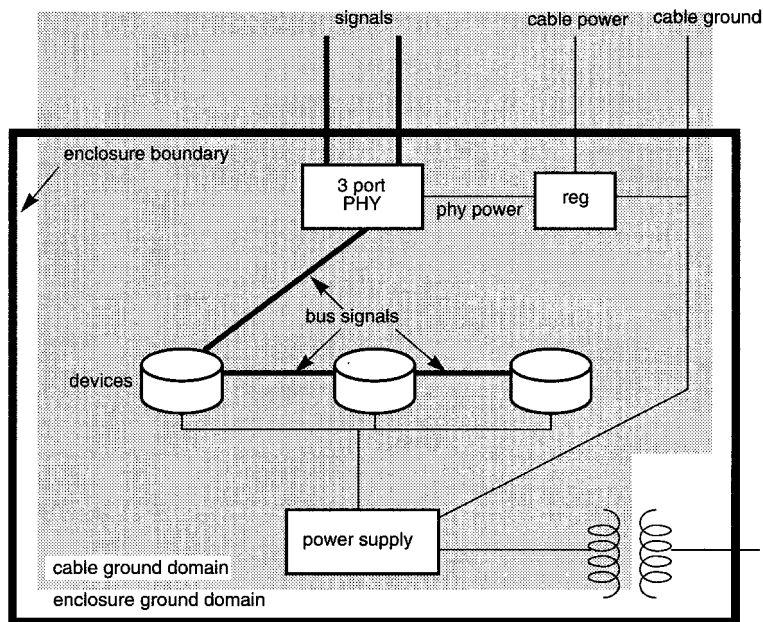 signals
cable power
cable ground
enclosure boundary
3 port
PHY
phy power
reg
bus signals
devices
power supply
cable ground domain
enclosure ground domain